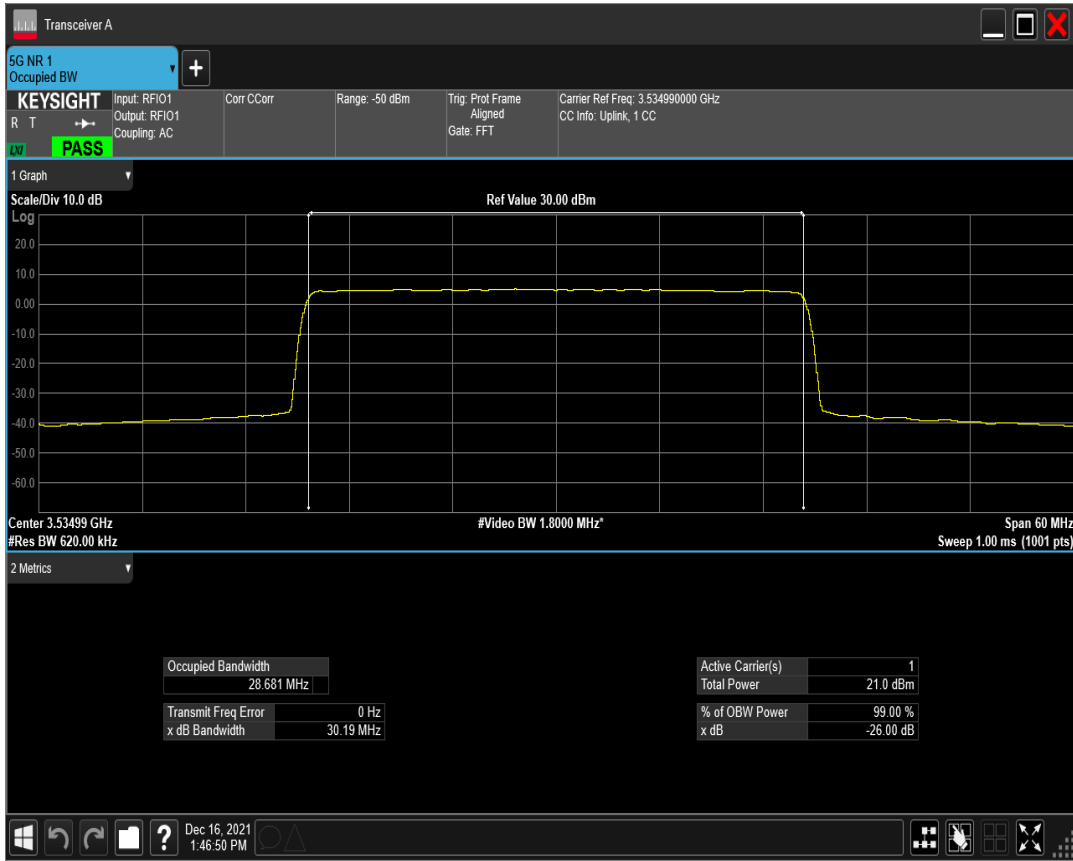 Transceiver A
5G NR 1
Occupied BW
+
KEYSIGHT
R T
LXI
PASS
Input: RFIO1
Output: RFIO1
Coupling: AC
Corr CCorr
Range: -50 dBm
Trig: Prot Frame
Aligned
Gate: FFT
Carrier Ref Freq: 3.534990000 GHz
CC Info: Uplink, 1 CC
1 Graph
Scale/Div 10.0 dB
Ref Value 30.00 dBm
Log
20.0
10.0
0.00
-10.0
-20.0
-30.0
-40.0
-50.0
-60.0
Center 3.53499 GHz
#Video BW 1.8000 MHz*
Span 60 MHz
#Res BW 620.00 kHz
Sweep 1.00 ms (1001 pts)
2 Metrics
Occupied Bandwidth
28.681 MHz
Transmit Freq Error 0 Hz
x dB Bandwidth 30.19 MHz
Active Carrier(s) 1
Total Power 21.0 dBm
% of OBW Power 99.00 %
x dB -26.00 dB
?
Dec 16, 2021
1:46:50 PM